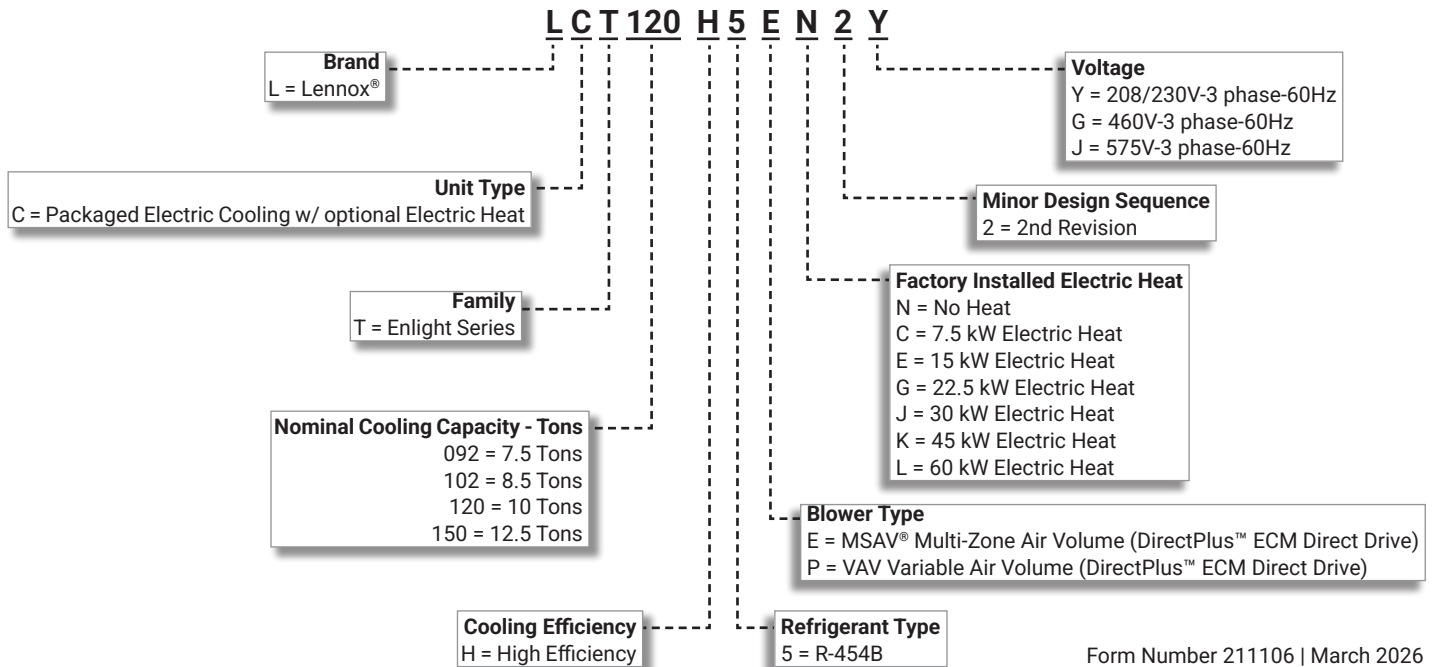 L C T 120 H 5 E N 2 Y
Brand
L = Lennox®
Unit Type
C = Packaged Electric Cooling w/ optional Electric Heat
Family
T = Enlight Series
Nominal Cooling Capacity - Tons
092 = 7.5 Tons
102 = 8.5 Tons
120 = 10 Tons
150 = 12.5 Tons
Cooling Efficiency
H = High Efficiency
Refrigerant Type
5 = R-454B
Blower Type
E = MSAV® Multi-Zone Air Volume (DirectPlus™ ECM Direct Drive)
P = VAV Variable Air Volume (DirectPlus™ ECM Direct Drive)
Factory Installed Electric Heat
N = No Heat
C = 7.5 kW Electric Heat
E = 15 kW Electric Heat
G = 22.5 kW Electric Heat
J = 30 kW Electric Heat
K = 45 kW Electric Heat
L = 60 kW Electric Heat
Minor Design Sequence
2 = 2nd Revision
Voltage
Y = 208/230V-3 phase-60Hz
G = 460V-3 phase-60Hz
J = 575V-3 phase-60Hz
Form Number 211106 | March 2026